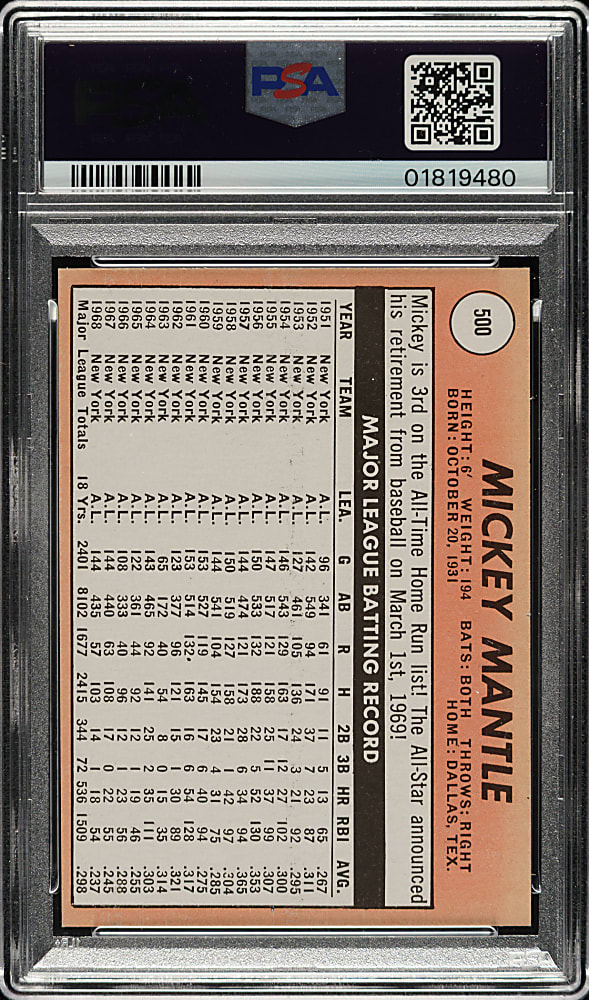 PSA
01819480
500
MICKEY MANTLE
HEIGHT: 6' WEIGHT: 194 BATS: BOTH THROWS: RIGHT
BORN: OCTOBER 20, 1931 HOME: DALLAS, TEX.
Mickey is 3rd on the All-Time Home Run list! The All-Star announced
his retirement from baseball on March 1st, 1969!
MAJOR LEAGUE BATTING RECORD
YEAR TEAM LEA. G AB R H 2B 3B HR RBI AVG.
1951 New York A.L. 96 341 61 91 11 5 13 65 .267
1952 New York A.L. 142 549 94 171 37 7 23 87 .311
1953 New York A.L. 127 461 105 136 24 3 21 92 .295
1954 New York A.L. 146 543 129 163 17 12 27 102 .300
1955 New York A.L. 147 517 121 158 25 11 37 99 .307
1956 New York A.L. 150 533 132 188 22 5 52 130 .353
1957 New York A.L. 144 474 121 173 28 6 34 94 .365
1958 New York A.L. 150 519 127 158 21 1 42 97 .304
1959 New York A.L. 144 541 104 154 23 4 31 75 .285
1960 New York A.L. 153 527 119 145 17 6 40 94 .275
1961 New York A.L. 153 514 132 163 16 6 54 128 .317
1962 New York A.L. 123 377 96 121 15 1 30 89 .321
1963 New York A.L. 65 172 40 54 8 0 15 35 .314
1964 New York A.L. 143 465 92 141 25 2 35 111 .303
1965 New York A.L. 122 361 44 92 12 1 19 46 .255
1966 New York A.L. 108 333 40 96 12 1 23 56 .288
1967 New York A.L. 144 440 63 108 17 0 22 55 .245
1968 New York A.L. 144 435 57 103 14 1 18 54 .237
Major League Totals 18 Yrs. 2401 8102 1677 2415 344 72 536 1509 .298